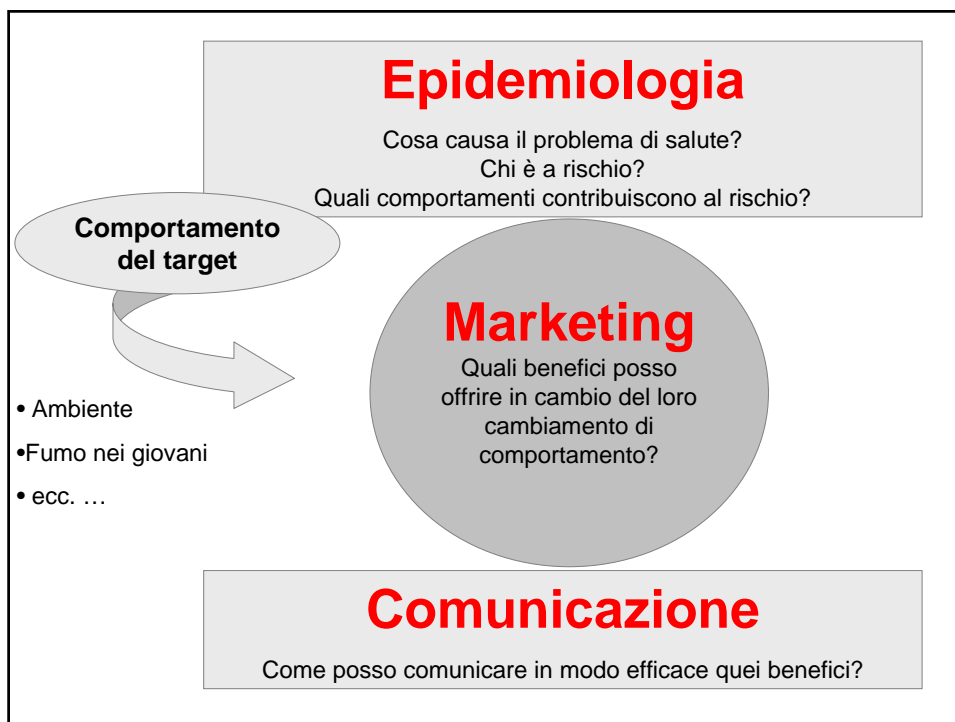 Epidemiologia
Cosa causa il problema di salute?
Chi è a rischio?
Quali comportamenti contribuiscono al rischio?
Comportamento
del target
Marketing
Quali benefici posso
offrire in cambio del loro
cambiamento di
comportamento?
• Ambiente
•Fumo nei giovani
• ecc. …
Comunicazione
Come posso comunicare in modo efficace quei benefici?